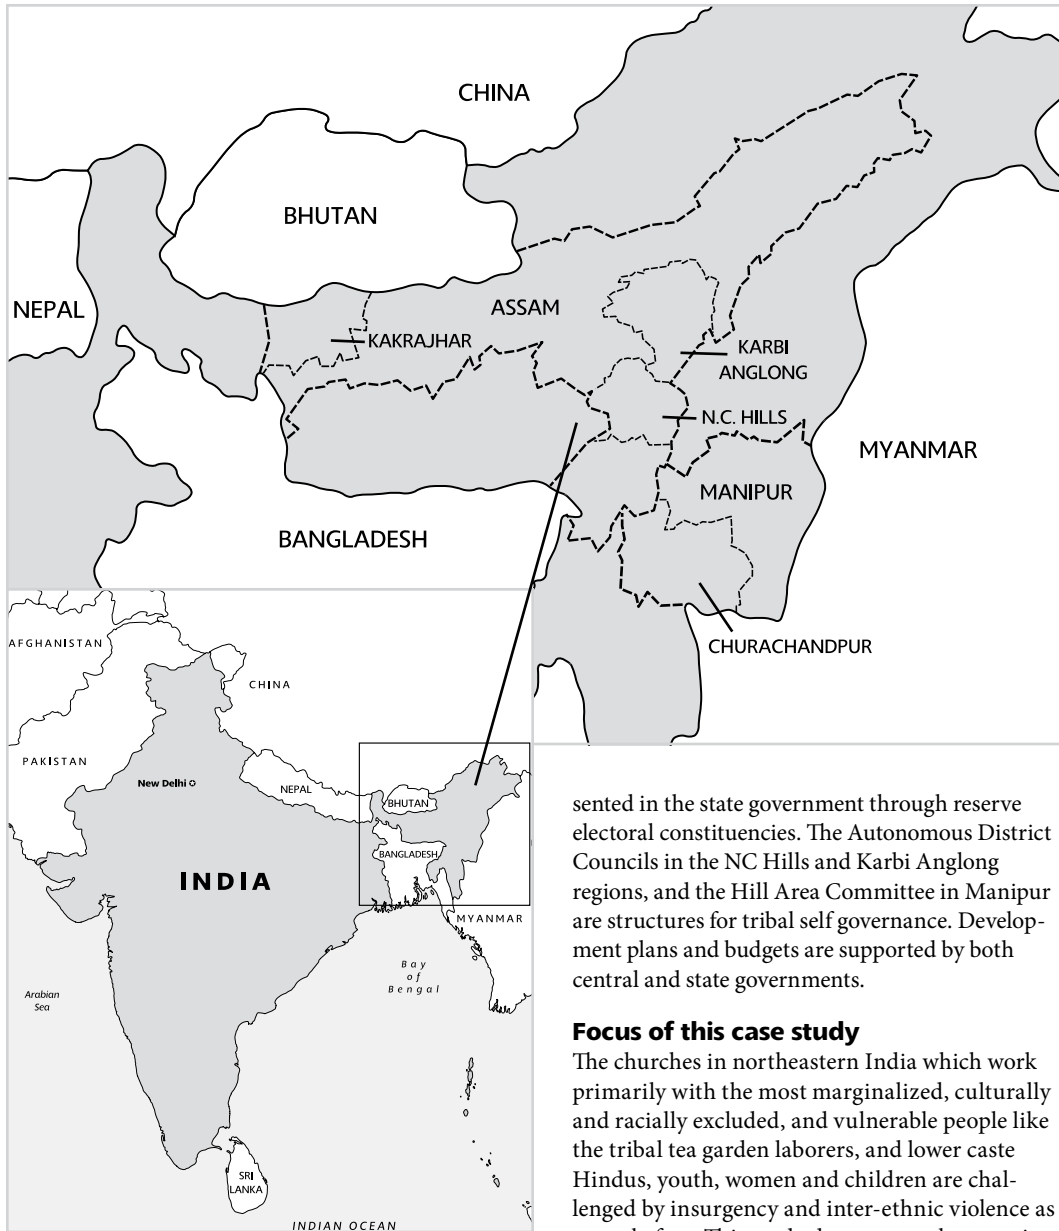 CHINA
BHUTAN
NEPAL
ASSAM
KAKRAJHAR
KARBI
ANGLONG
N.C. HILLS
MYANMAR
MANIPUR
BANGLADESH
CHURACHANDPUR
AFGHANISTAN
CHINA
PAKISTAN
New Delhi
NEPAL
BHUTAN
BANGLADESH
INDIA
MYANMAR
Bay
of
Bengal
Arabian
Sea
SRI
LANKA
INDIAN OCEAN
sented in the state government through reserve
electoral constituencies. The Autonomous District
Councils in the NC Hills and Karbi Anglong
regions, and the Hill Area Committee in Manipur
are structures for tribal self governance. Develop-
ment plans and budgets are supported by both
central and state governments.
Focus of this case study
The churches in northeastern India which work
primarily with the most marginalized, culturally
and racially excluded, and vulnerable people like
the tribal tea garden laborers, and lower caste
Hindus, youth, women and children are chal-
lenged by insurgency and inter-ethnic violence as